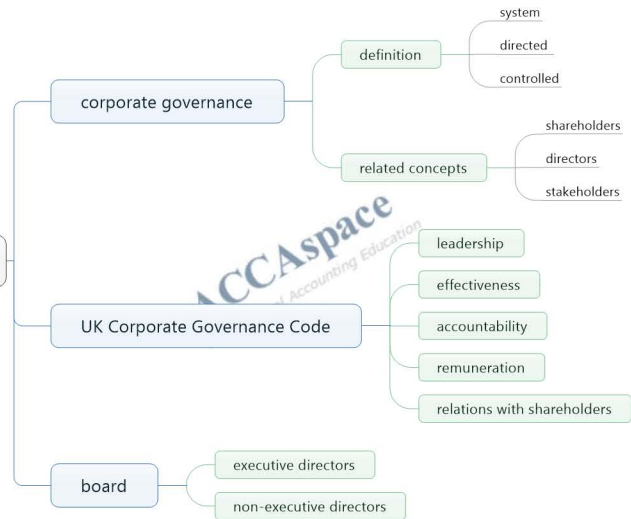 system
definition
directed
controlled
corporate governance
shareholders
related concepts
directors
stakeholders
ACCAspace
Accounting Education
leadership
effectiveness
UK Corporate Governance Code
accountability
remuneration
relations with shareholders
board
executive directors
non-executive directors